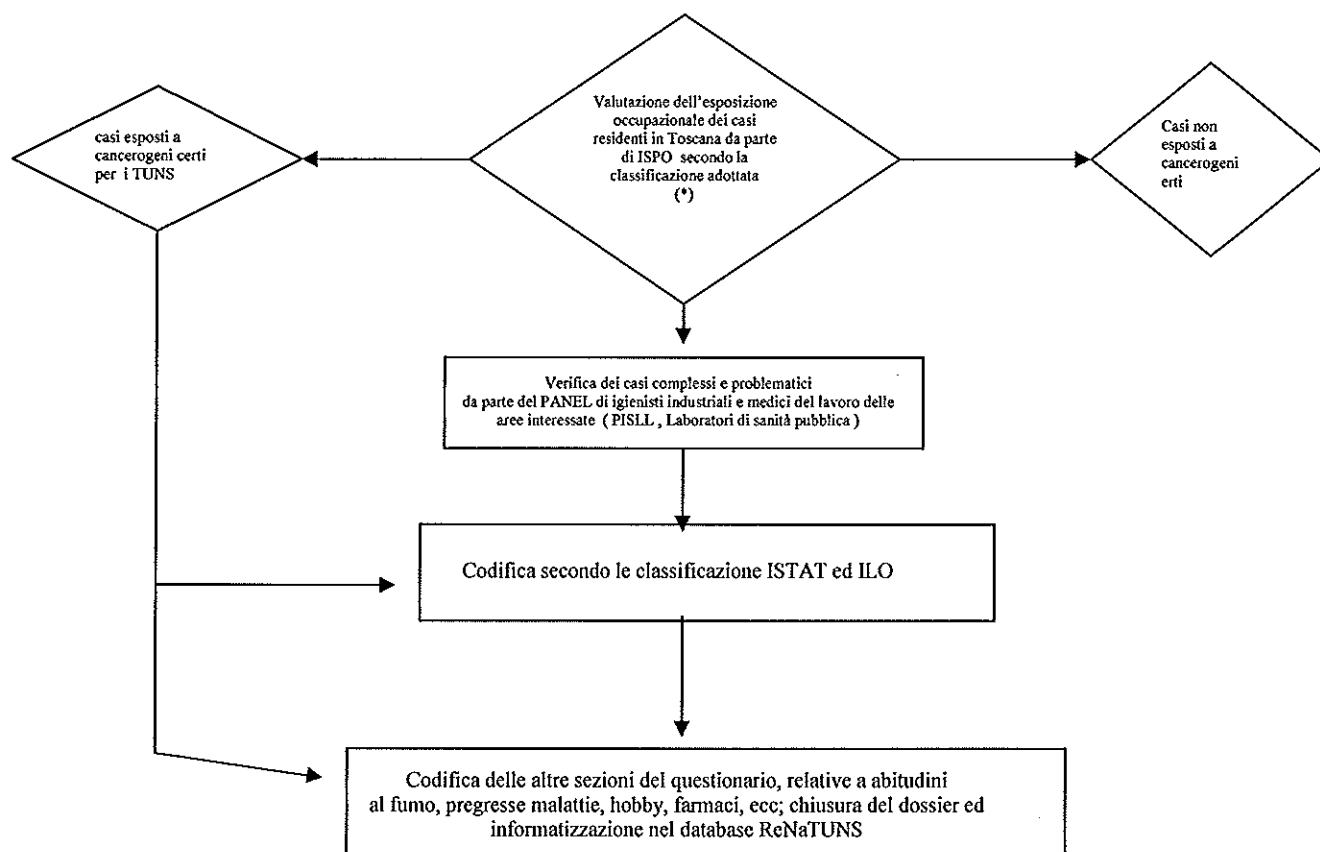 Valutazione dell'esposizione
occupazionale dei casi
residenti in Toscana da parte
di ISPO secondo la
classificazione adottata
(*)
casi esposti a
cancerogeni certi
per i TUNS
Casi non
esposti a
cancerogeni
erti
Verifica dei casi complessi e problematici
da parte del PANEL di igienisti industriali e medici del lavoro delle
aree interessate ( PISLL , Laboratori di sanità pubblica )
Codifica secondo le classificazione ISTAT ed ILO
Codifica delle altre sezioni del questionario, relative a abitudini
al fumo, pregresse malattie, hobby, farmaci, ecc; chiusura del dossier ed
informatizzazione nel database ReNaTUNS